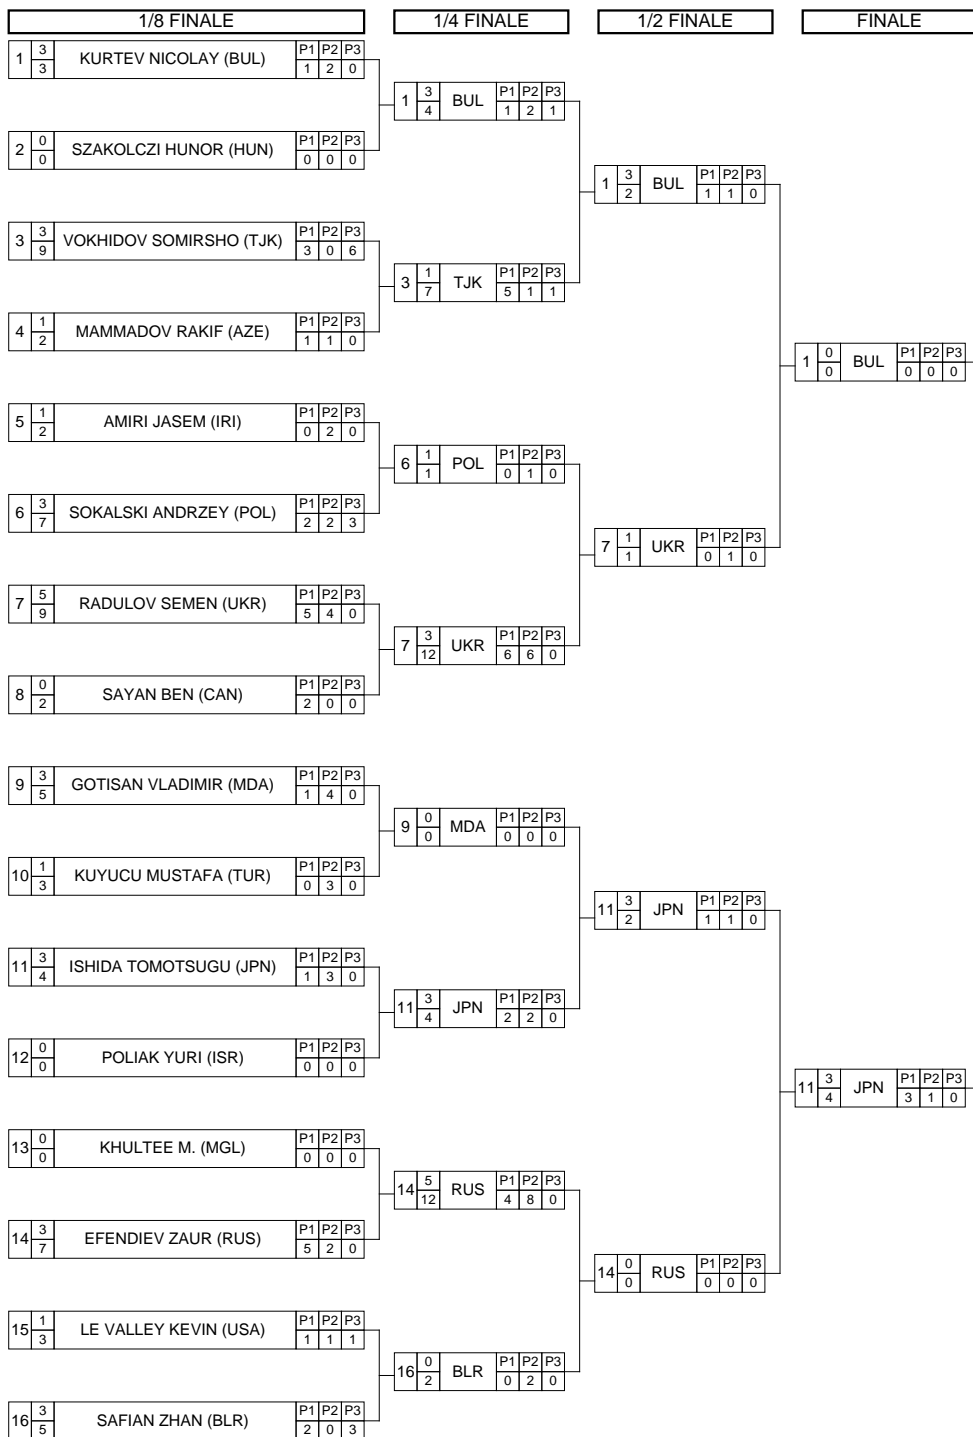 1/8 FINALE 1/4 FINALE 1/2 FINALE FINALE
1 3 3 KURTEV NICOLAY (BUL) P1 P2 P3 1 2 0
1 3 4 BUL P1 P2 P3 1 2 1
2 0 0 SZAKOLCZI HUNOR (HUN) P1 P2 P3 0 0 0
1 3 2 BUL P1 P2 P3 1 1 0
3 3 9 VOKHIDOV SOMIRSHO (TJK) P1 P2 P3 3 0 6
3 1 7 TJK P1 P2 P3 5 1 1
4 1 2 MAMMADOV RAKIF (AZE) P1 P2 P3 1 1 0
1 0 0 BUL P1 P2 P3 0 0 0
5 1 2 AMIRI JASEM (IRI) P1 P2 P3 0 2 0
6 1 1 POL P1 P2 P3 0 1 0
6 3 7 SOKALSKI ANDRZEY (POL) P1 P2 P3 2 2 3
7 1 1 UKR P1 P2 P3 0 1 0
7 5 9 RADULOV SEMEN (UKR) P1 P2 P3 5 4 0
7 3 12 UKR P1 P2 P3 6 6 0
8 0 2 SAYAN BEN (CAN) P1 P2 P3 2 0 0
9 3 5 GOTISAN VLADIMIR (MDA) P1 P2 P3 1 4 0
9 0 0 MDA P1 P2 P3 0 0 0
10 1 3 KUYUCU MUSTAFA (TUR) P1 P2 P3 0 3 0
11 3 2 JPN P1 P2 P3 1 1 0
11 3 4 ISHIDA TOMOTSUGU (JPN) P1 P2 P3 1 3 0
11 3 4 JPN P1 P2 P3 2 2 0
12 0 0 POLIAK YURI (ISR) P1 P2 P3 0 0 0
11 3 4 JPN P1 P2 P3 3 1 0
13 0 0 KHULTEE M. (MGL) P1 P2 P3 0 0 0
14 5 12 RUS P1 P2 P3 4 8 0
14 3 7 EFENDIEV ZAUR (RUS) P1 P2 P3 5 2 0
14 0 0 RUS P1 P2 P3 0 0 0
15 1 3 LE VALLEY KEVIN (USA) P1 P2 P3 1 1 1
16 0 2 BLR P1 P2 P3 0 2 0
16 3 5 SAFIAN ZHAN (BLR) P1 P2 P3 2 0 3